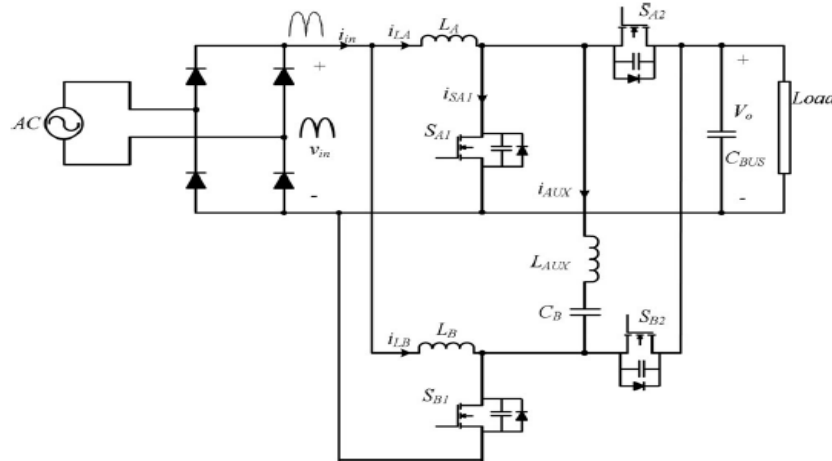 S_A2
i_in
i_LA
L_A
+
+
i_SA1
Load
AC
S_A1
V_o
v_in
C_BUS
-
i_AUX
-
L_AUX
C_B
S_B2
L_B
i_LB
S_B1